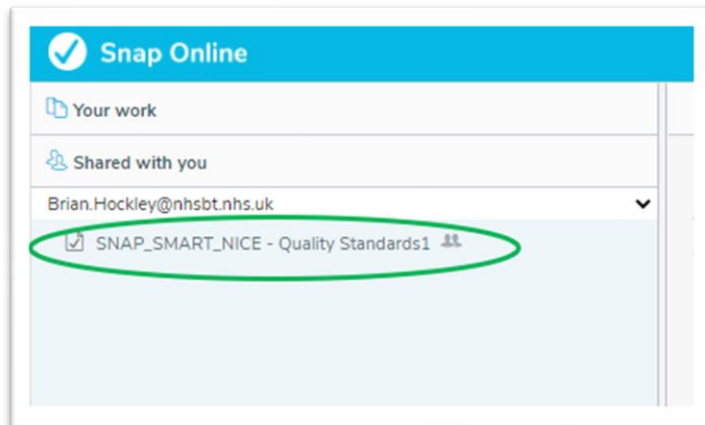 Snap Online
Your work
Shared with you
Brian.Hockley@nhsbt.nhs.uk
SNAP_SMART_NICE - Quality Standards1